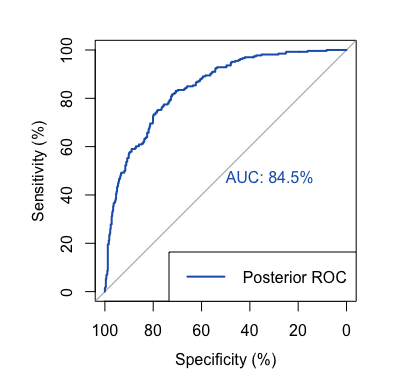 100
80
60
40
20
0
Sensitivity (%)
AUC: 84.5%
Posterior ROC
100 80 60 40 20 0
Specificity (%)